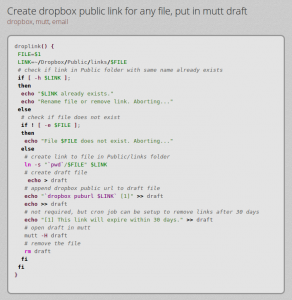 Create dropbox public link for any file, put in mutt draft
dropbox, mutt, email
droplink() {
FILE=$1
LINK=~/Dropbox/Public/links/$FILE
# check if link in Public folder with same name already exists
if [ -h $LINK ];
then
echo "$LINK already exists."
echo "Rename file or remove link. Aborting..."
else
# check if file does not exist
if ! [ -e $FILE ];
then
echo "File $FILE does not exist. Aborting..."
else
# create link to file in Public/links folder
ln -s "`pwd`/$FILE" $LINK
# create draft file
echo > draft
# append dropbox public url to draft file
echo "`dropbox puburl $LINK` [1]" >> draft
echo >> draft
# not required, but cron job can be setup to remove links after 30 days
echo "[1] This link will expire within 30 days." >> draft
# open draft in mutt
mutt -H draft
# remove the file
rm draft
fi
fi
}